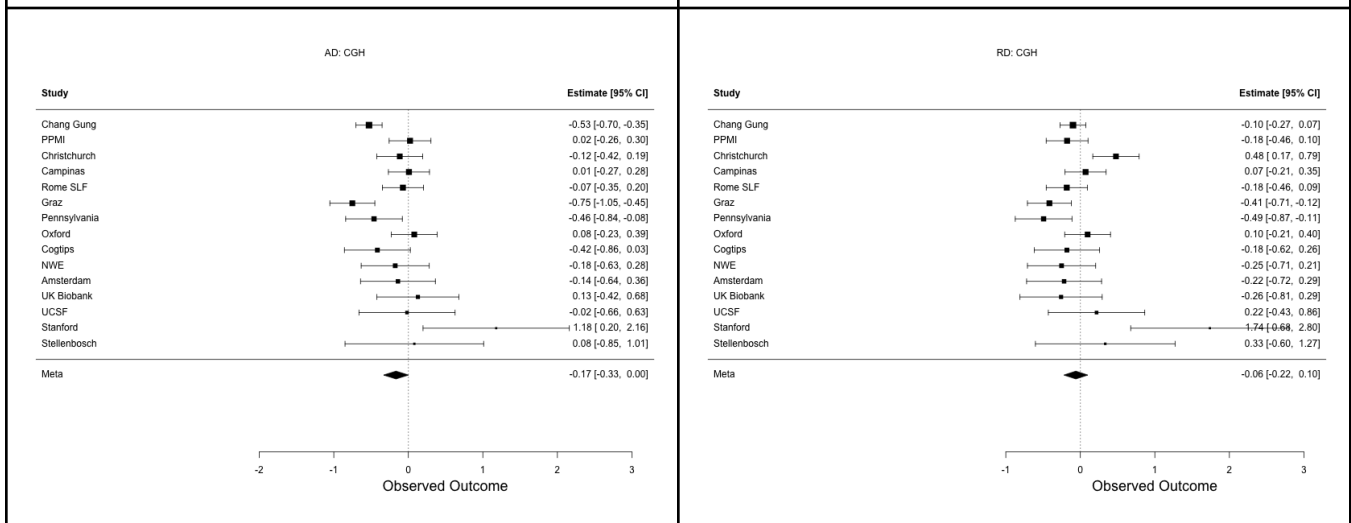 AD: CGH
Study Estimate [95% CI]
Chang Gung -0.53 [-0.70, -0.35]
PPMI 0.02 [-0.26, 0.30]
Christchurch -0.12 [-0.42, 0.19]
Campinas 0.01 [-0.27, 0.28]
Rome SLF -0.07 [-0.35, 0.20]
Graz -0.75 [-1.05, -0.45]
Pennsylvania -0.46 [-0.84, -0.08]
Oxford 0.08 [-0.23, 0.39]
Cogtips -0.42 [-0.86, 0.03]
NWE -0.18 [-0.63, 0.28]
Amsterdam -0.14 [-0.64, 0.36]
UK Biobank 0.13 [-0.42, 0.68]
UCSF -0.02 [-0.66, 0.63]
Stanford 1.18 [ 0.20, 2.16]
Stellenbosch 0.08 [-0.85, 1.01]
Meta -0.17 [-0.33, 0.00]
-2 -1 0 1 2 3
Observed Outcome
RD: CGH
Study Estimate [95% CI]
Chang Gung -0.10 [-0.27, 0.07]
PPMI -0.18 [-0.46, 0.10]
Christchurch 0.48 [ 0.17, 0.79]
Campinas 0.07 [-0.21, 0.35]
Rome SLF -0.18 [-0.46, 0.09]
Graz -0.41 [-0.71, -0.12]
Pennsylvania -0.49 [-0.87, -0.11]
Oxford 0.10 [-0.21, 0.40]
Cogtips -0.18 [-0.62, 0.26]
NWE -0.25 [-0.71, 0.21]
Amsterdam -0.22 [-0.72, 0.29]
UK Biobank -0.26 [-0.81, 0.29]
UCSF 0.22 [-0.43, 0.86]
Stanford 1.74 [ 0.68, 2.80]
Stellenbosch 0.33 [-0.60, 1.27]
Meta -0.06 [-0.22, 0.10]
-1 0 1 2 3
Observed Outcome